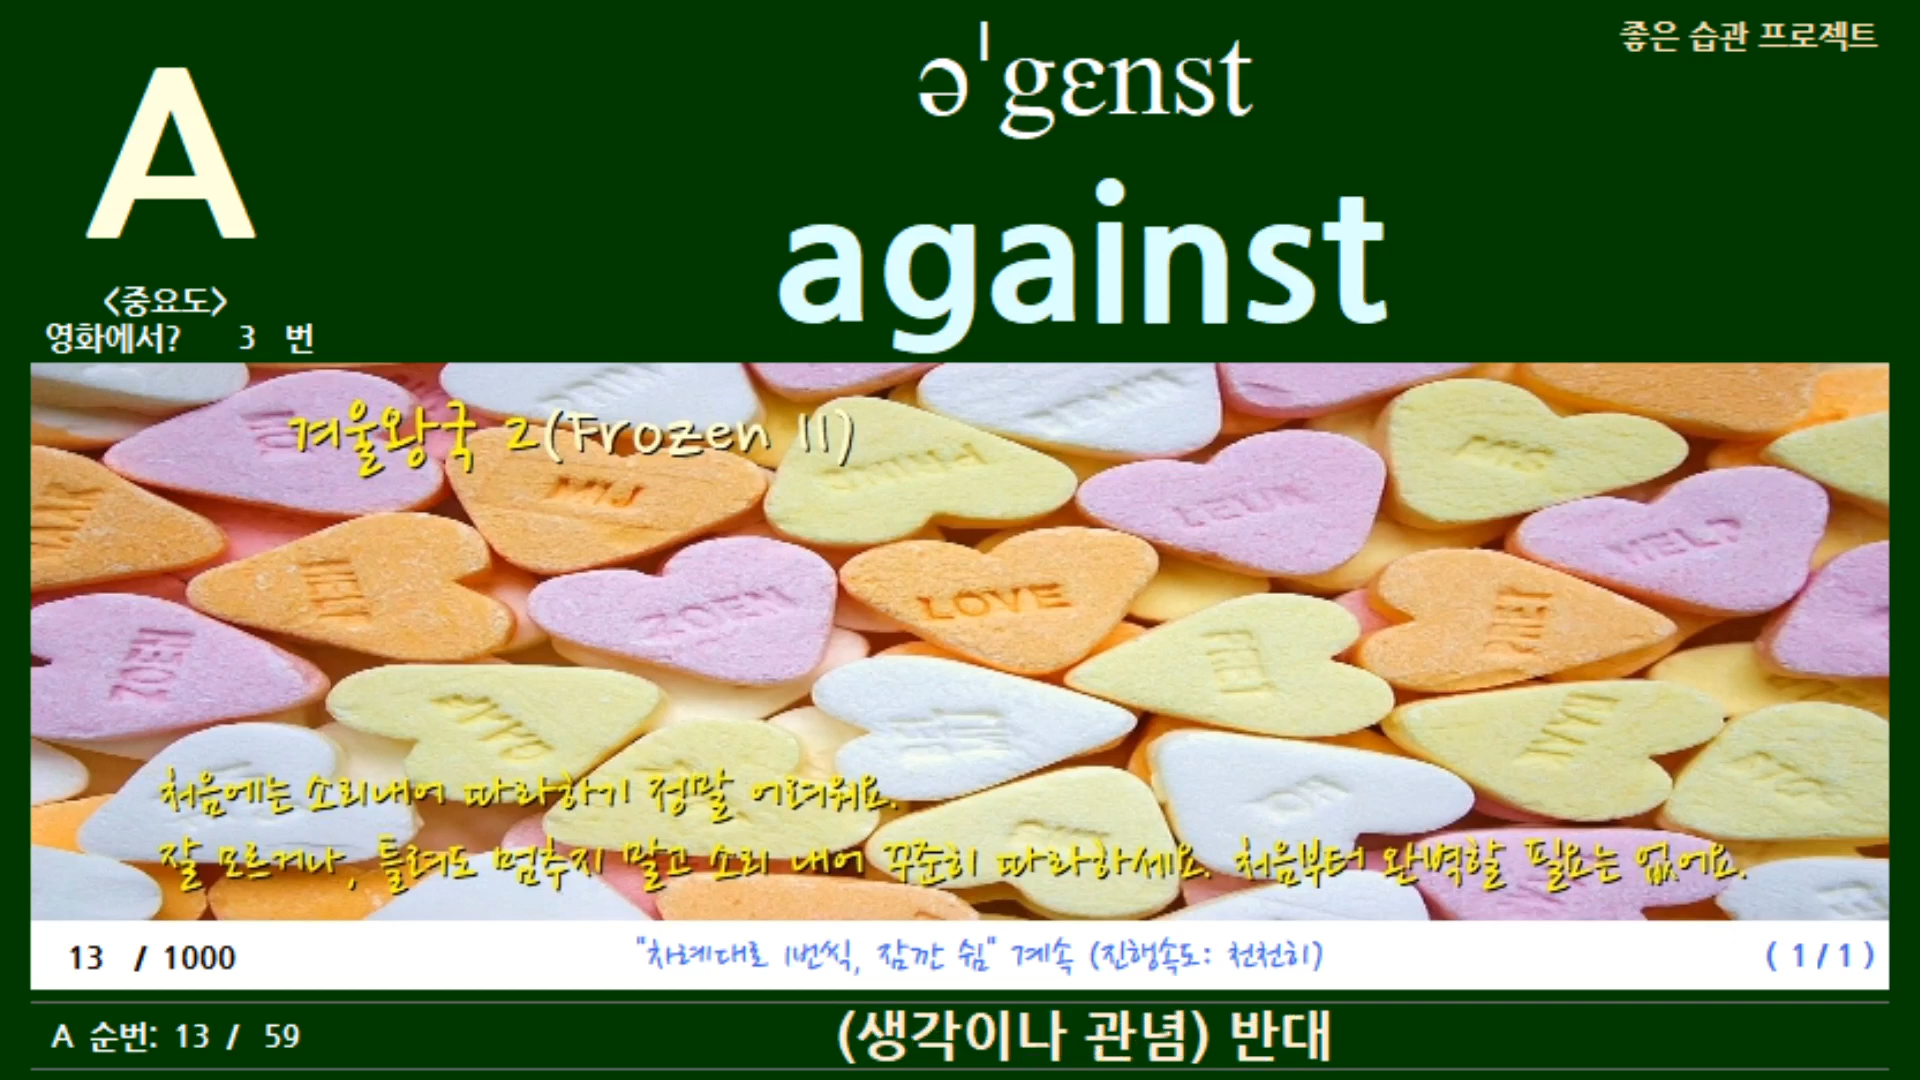 좋은 습관 프로젝트
A
əˈgɛnst
against
<중요도>
영화에서? 3 번
겨울왕국 2(Frozen II)
MIJ
LEUK
MRS
HELP
ZOEN
LOVE
처음에는 소리내어 따라하기 정말 어려워요.
잘 모르거나, 틀려도 멈추지 말고 소리 내어 꾸준히 따라하세요. 처음부터 완벽할 필요는 없어요.
13 / 1000
"차례대로 1번씩, 잠깐 쉼" 계속 (진행속도: 천천히)
( 1 / 1 )
A 순번: 13 / 59
(생각이나 관념) 반대